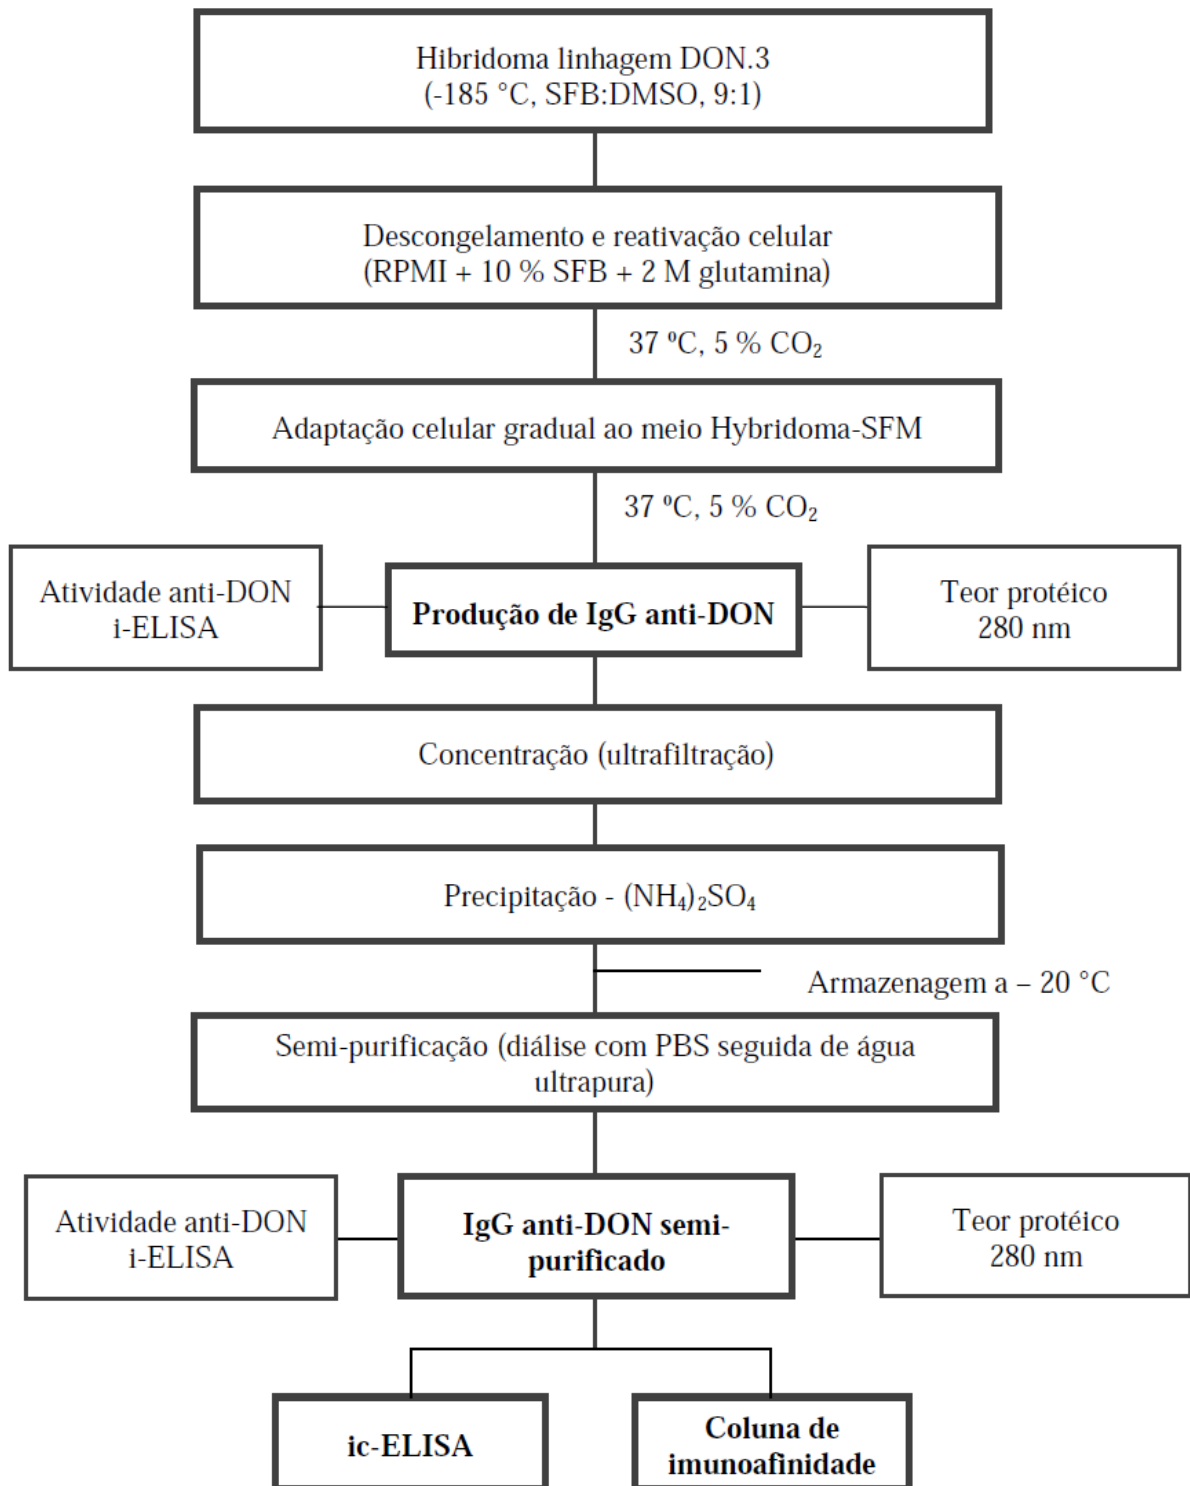 Hibridoma linhagem DON.3
(-185 °C, SFB:DMSO, 9:1)
Descongelamento e reativação celular
(RPMI + 10 % SFB + 2 M glutamina)
37 ºC, 5 % CO₂
Adaptação celular gradual ao meio Hybridoma-SFM
37 ºC, 5 % CO₂
Atividade anti-DON
i-ELISA
Produção de IgG anti-DON
Teor protéico
280 nm
Concentração (ultrafiltração)
Precipitação - (NH₄)₂SO₄
Armazenagem a – 20 °C
Semi-purificação (diálise com PBS seguida de água
ultrapura)
Atividade anti-DON
i-ELISA
IgG anti-DON semi-
purificado
Teor protéico
280 nm
ic-ELISA
Coluna de
imunoafinidade